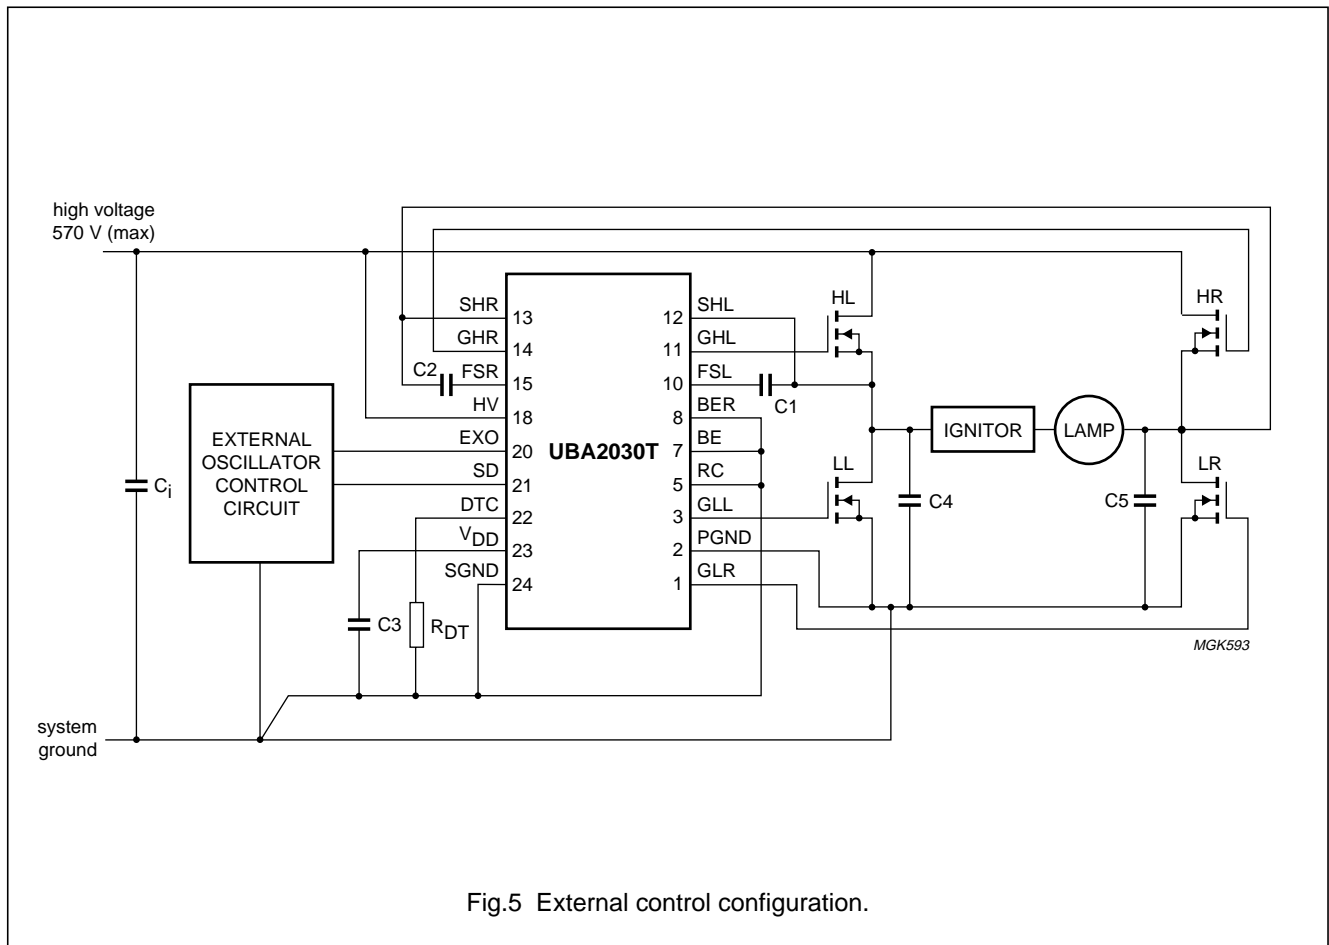 high voltage
570 V (max)
SHR
13
GHR
14
C2
FSR
15
HV
18
EXO
20
SD
21
DTC
22
VDD
23
SGND
24
UBA2030T
SHL
12
GHL
11
FSL
10
C1
BER
8
BE
7
RC
5
GLL
3
PGND
2
GLR
1
HL
HR
LL
LR
IGNITOR
LAMP
C4
C5
EXTERNAL
OSCILLATOR
CONTROL
CIRCUIT
Ci
C3
RDT
MGK593
system
ground
Fig.5 External control configuration.